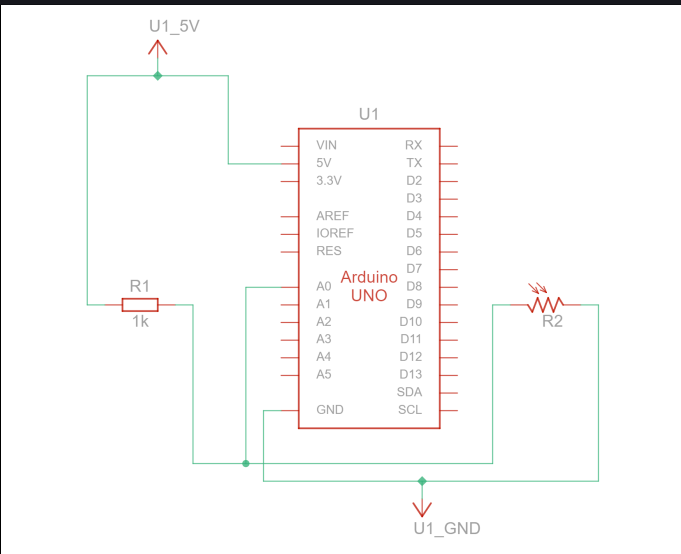 U1_5V
U1
VIN
RX
5V
TX
3.3V
D2
D3
AREF
D4
IOREF
D5
RES
D6
D7
Arduino
UNO
A0
D8
A1
D9
A2
D10
A3
D11
A4
D12
A5
D13
SDA
GND
SCL
R1
1k
R2
U1_GND